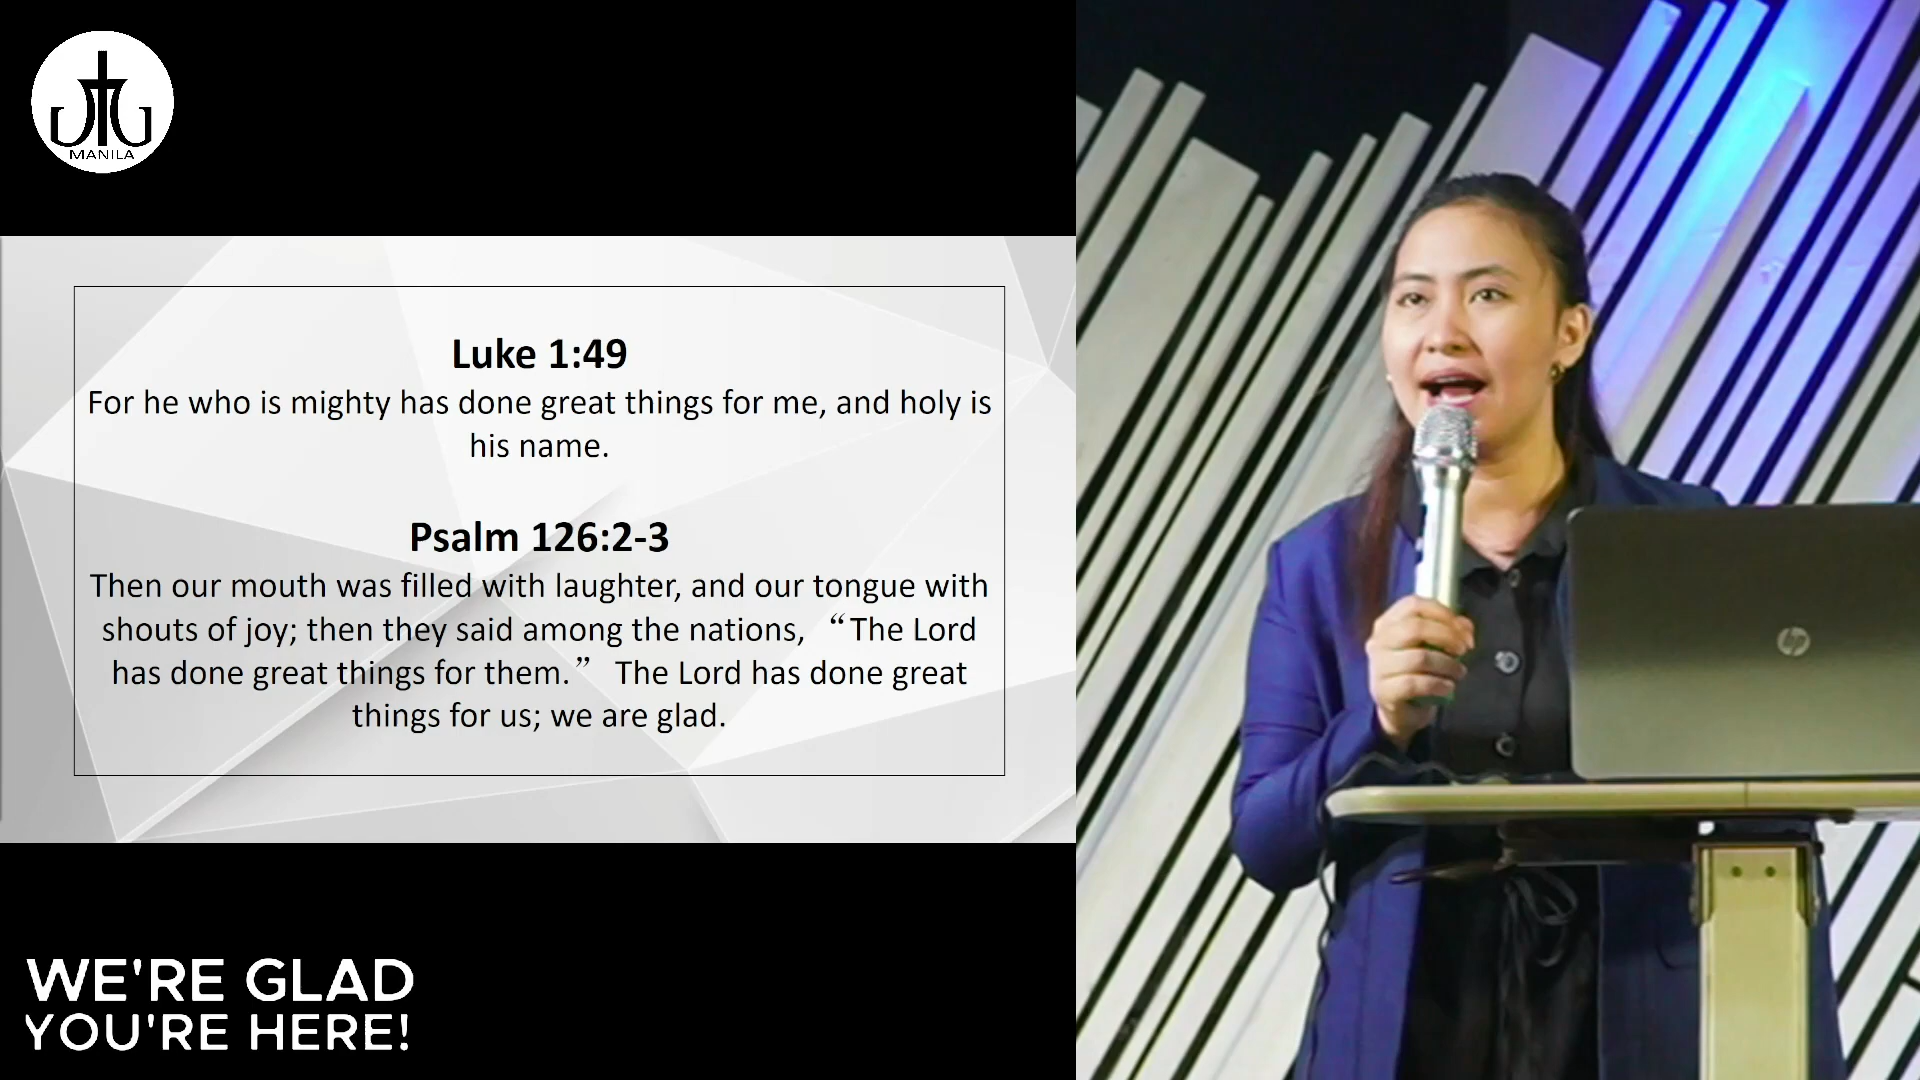 JTG
MANILA
Luke 1:49
For he who is mighty has done great things for me, and holy is
his name.
Psalm 126:2-3
Then our mouth was filled with laughter, and our tongue with
shouts of joy; then they said among the nations, “The Lord
has done great things for them.” The Lord has done great
things for us; we are glad.
hp
WE'RE GLAD
YOU'RE HERE!